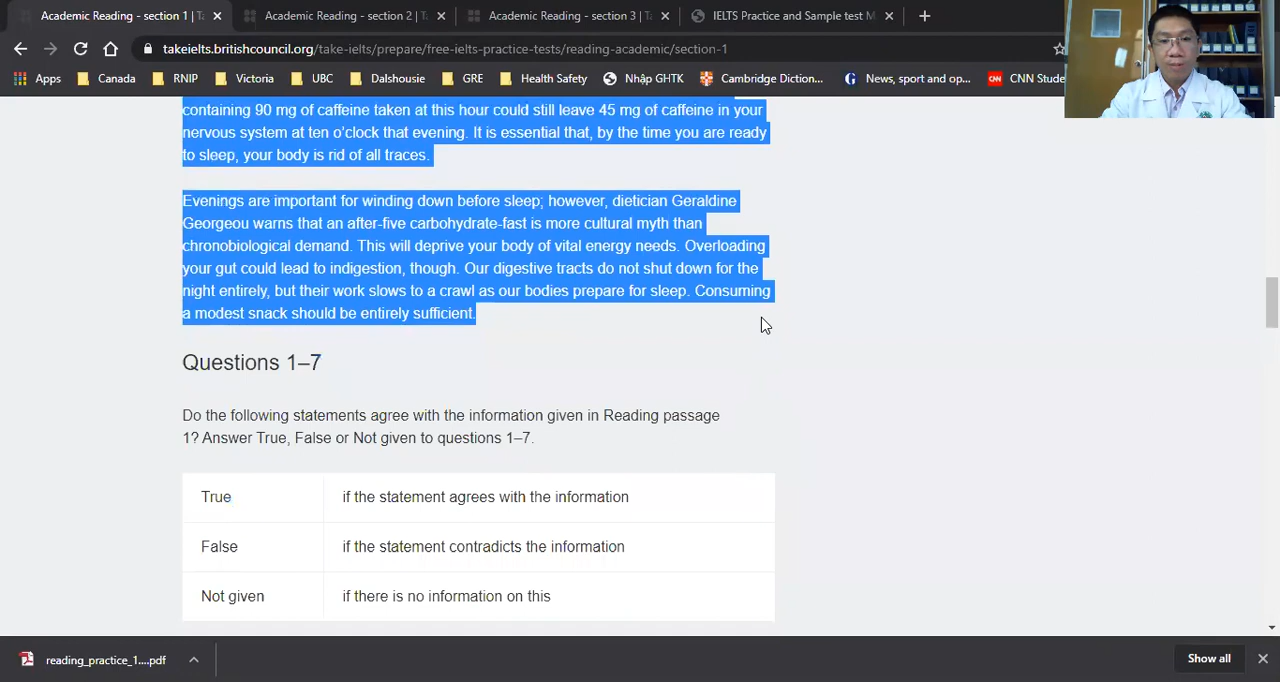 Academic Reading - section 1 | Ta
Academic Reading - section 2 | Ta
Academic Reading - section 3 | Ta
IELTS Practice and Sample test M
takeielts.britishcouncil.org/take-ielts/prepare/free-ielts-practice-tests/reading-academic/section-1
Apps Canada RNIP Victoria UBC Dalshousie GRE Health Safety Nhập GHTK Cambridge Diction... News, sport and op... CNN CNN Stude
containing 90 mg of caffeine taken at this hour could still leave 45 mg of caffeine in your
nervous system at ten o'clock that evening. It is essential that, by the time you are ready
to sleep, your body is rid of all traces.
Evenings are important for winding down before sleep; however, dietician Geraldine
Georgeou warns that an after-five carbohydrate-fast is more cultural myth than
chronobiological demand. This will deprive your body of vital energy needs. Overloading
your gut could lead to indigestion, though. Our digestive tracts do not shut down for the
night entirely, but their work slows to a crawl as our bodies prepare for sleep. Consuming
a modest snack should be entirely sufficient.
Questions 1–7
Do the following statements agree with the information given in Reading passage
1? Answer True, False or Not given to questions 1–7.
True if the statement agrees with the information
False if the statement contradicts the information
Not given if there is no information on this
reading_practice_1....pdf
Show all